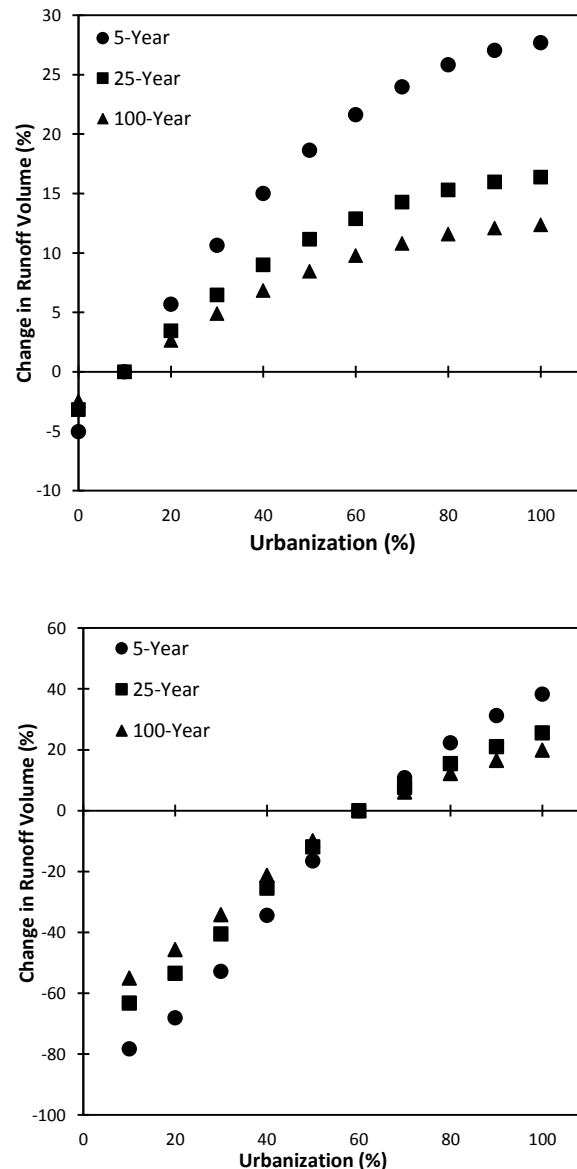 30
25
20
15
10
5
0
-5
-10
5-Year
25-Year
100-Year
Change in Runoff Volume (%)
0 20 40 60 80 100
Urbanization (%)
60
40
20
0
-20
-40
-60
-80
-100
5-Year
25-Year
100-Year
Change in Runoff Volume (%)
0 20 40 60 80 100
Urbanization (%)